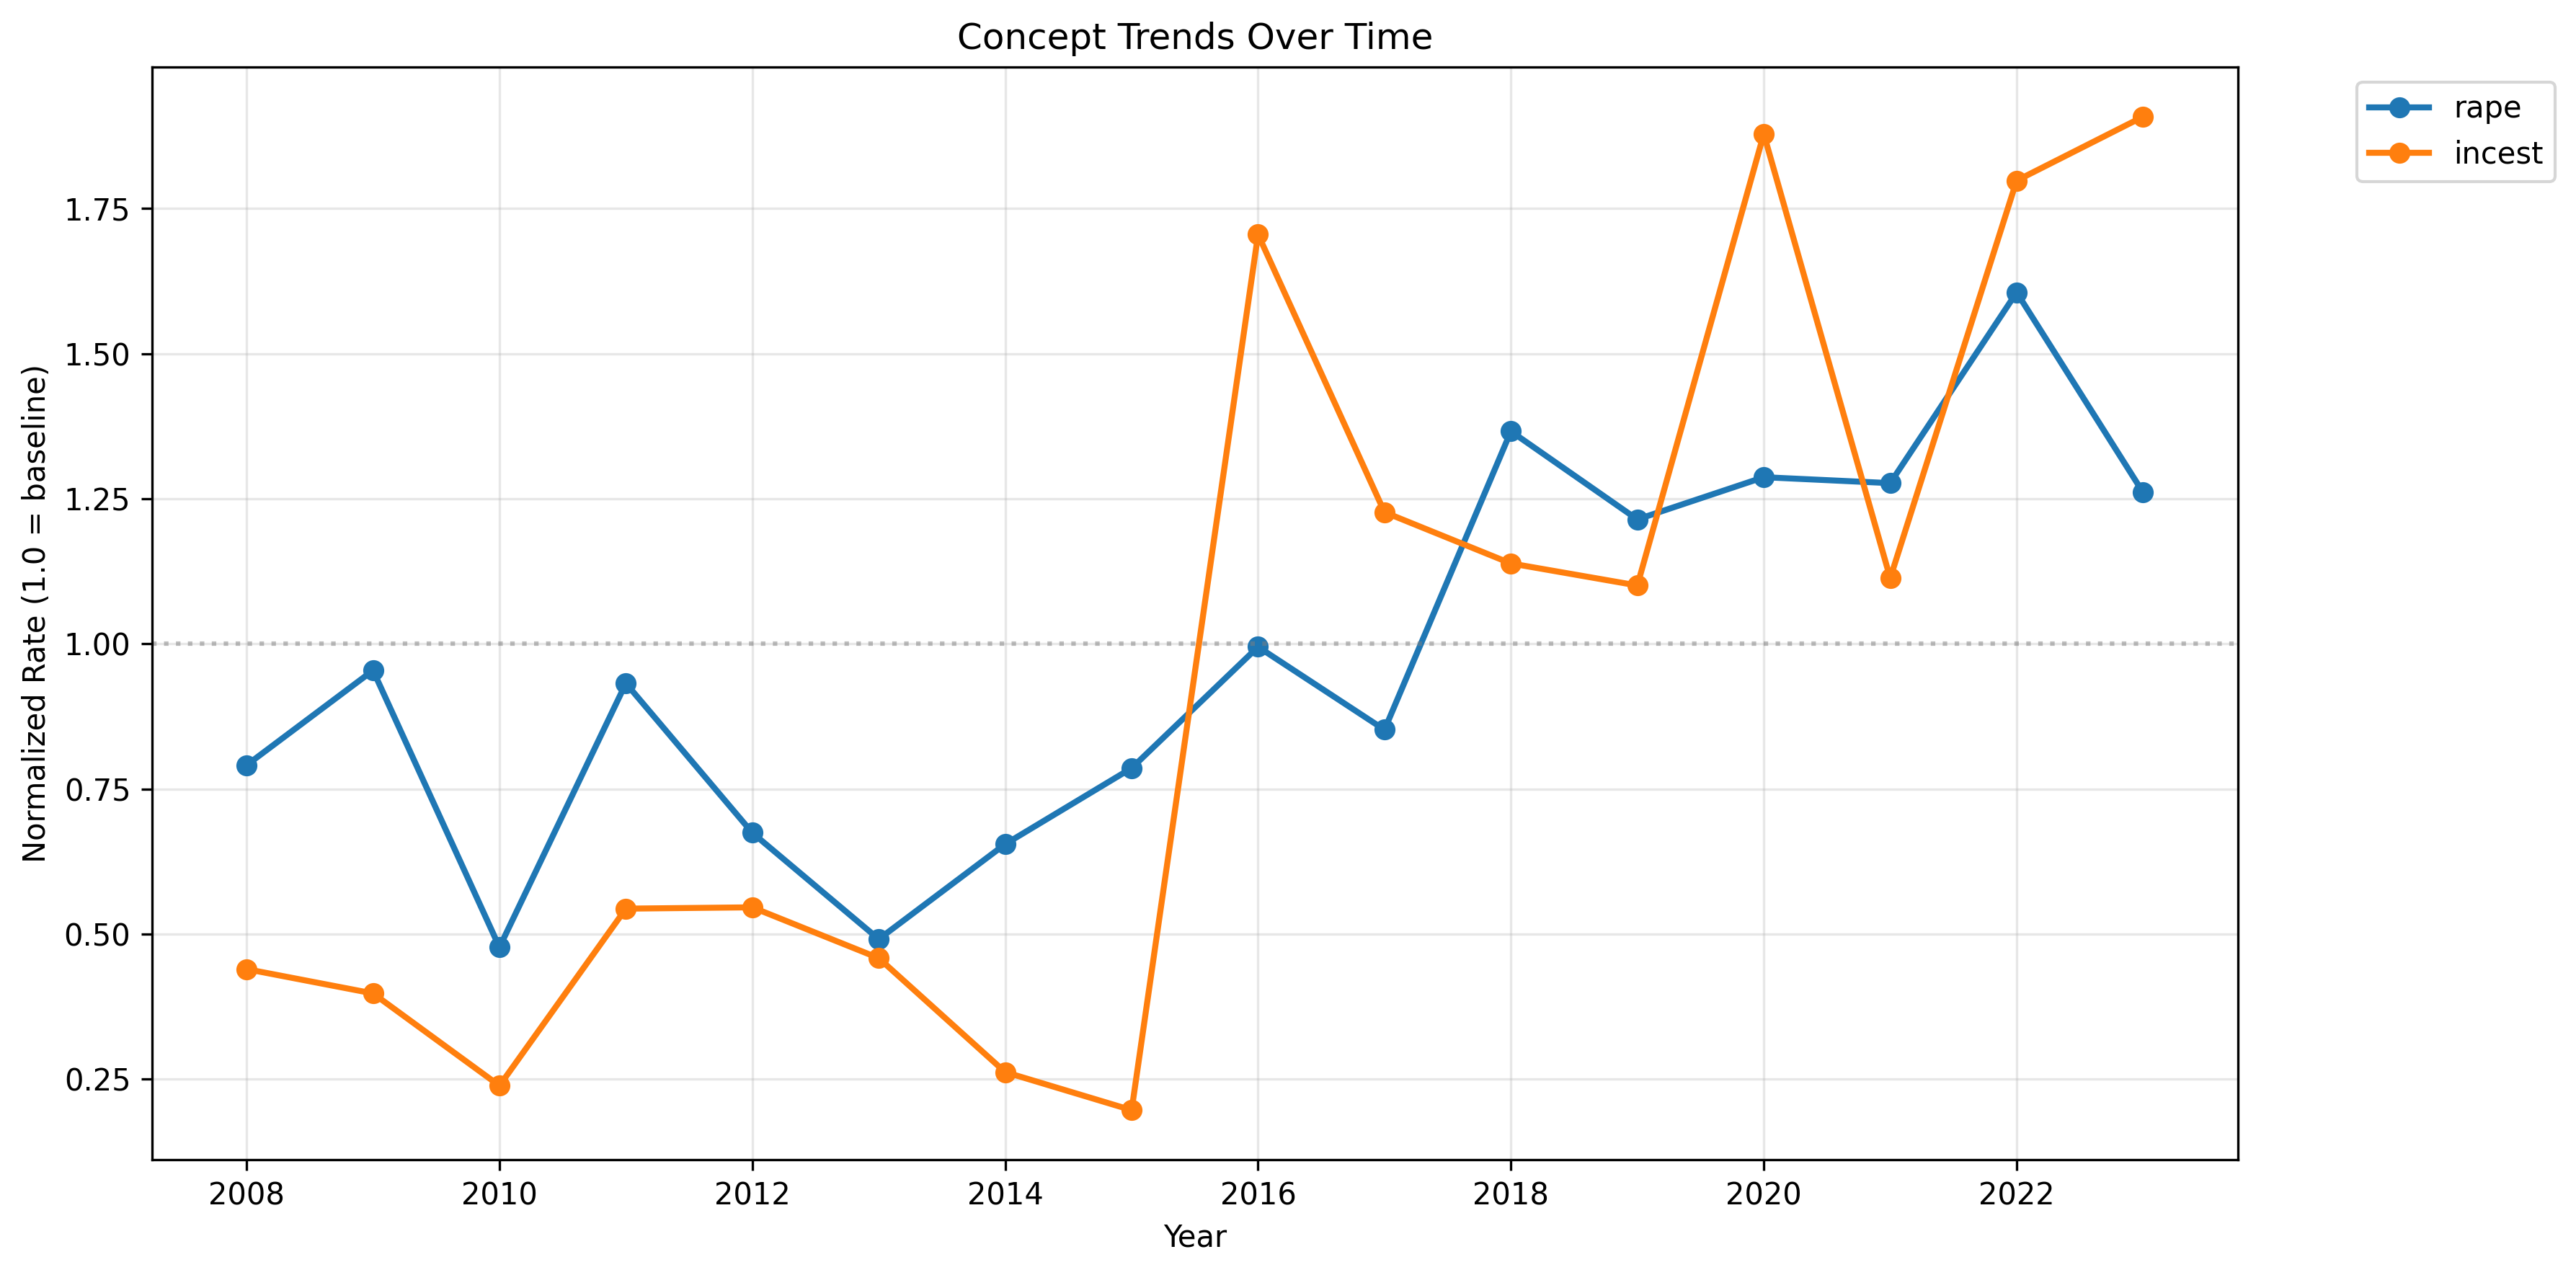 Concept Trends Over Time
rape
incest
Normalized Rate (1.0 = baseline)
1.75
1.50
1.25
1.00
0.75
0.50
0.25
2008 2010 2012 2014 2016 2018 2020 2022
Year